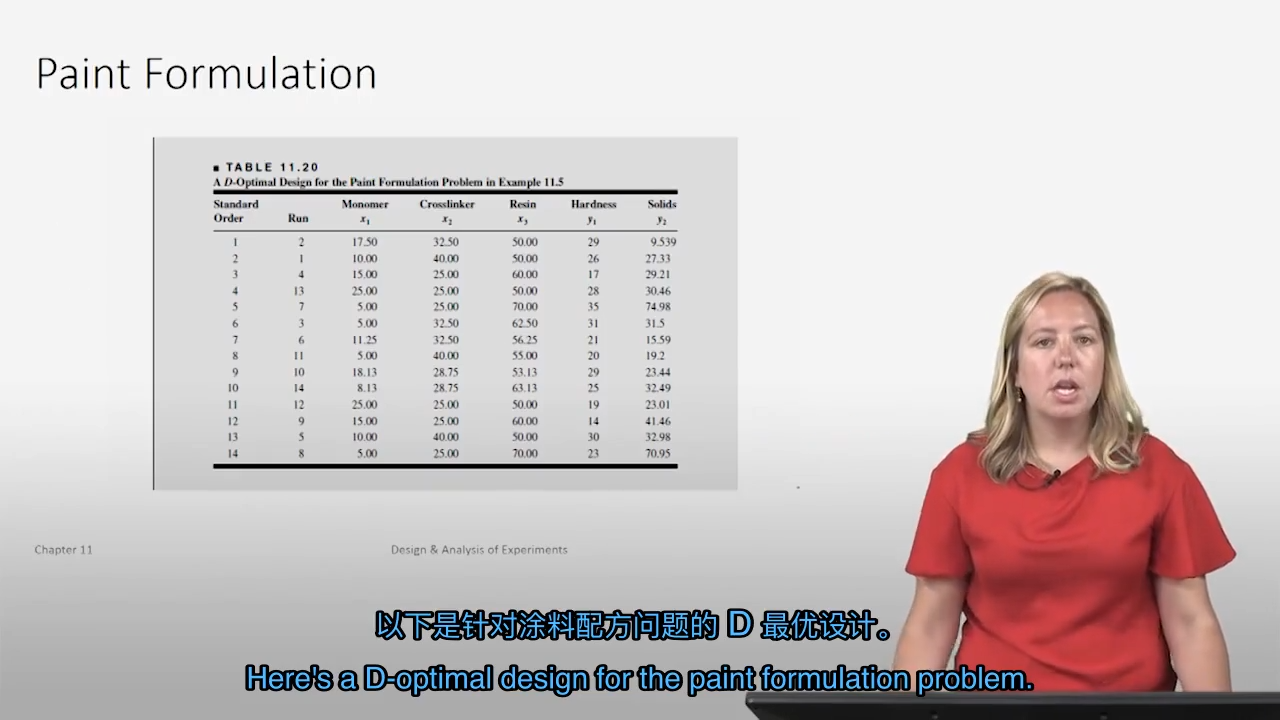 Paint Formulation
■ TABLE 11.20
A D-Optimal Design for the Paint Formulation Problem in Example 11.5
Standard Order Run Monomer x₁ Crosslinker x₂ Resin x₃ Hardness y₁ Solids y₂
1 2 17.50 32.50 50.00 29 9.539
2 1 10.00 40.00 50.00 26 27.33
3 4 15.00 25.00 60.00 17 29.21
4 13 25.00 25.00 50.00 28 30.46
5 7 5.00 25.00 70.00 35 74.98
6 3 5.00 32.50 62.50 31 31.5
7 6 11.25 32.50 56.25 21 15.59
8 11 5.00 40.00 55.00 20 19.2
9 10 18.13 28.75 53.13 29 23.44
10 14 8.13 28.75 63.13 25 32.49
11 12 25.00 25.00 50.00 19 23.01
12 9 15.00 25.00 60.00 14 41.46
13 5 10.00 40.00 50.00 30 32.98
14 8 5.00 25.00 70.00 23 70.95
Chapter 11
Design & Analysis of Experiments
以下是针对涂料配方问题的 D 最优设计。
Here's a D-optimal design for the paint formulation problem.